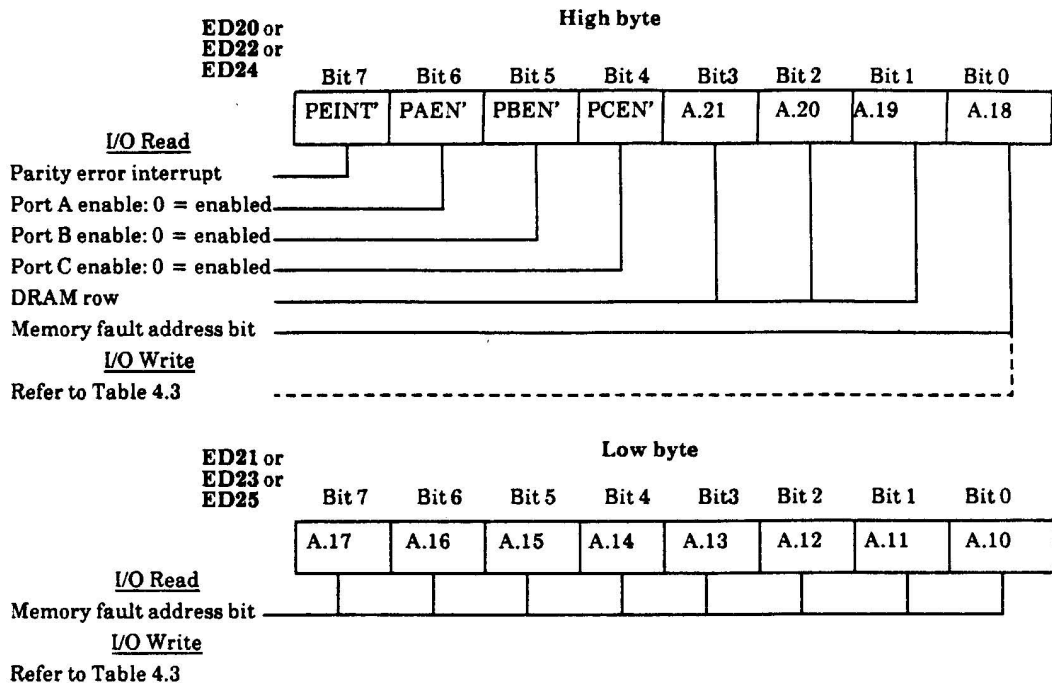 High byte
ED20 or
ED22 or
ED24
Bit 7 Bit 6 Bit 5 Bit 4 Bit3 Bit 2 Bit 1 Bit 0
PEINT' PAEN' PBEN' PCEN' A.21 A.20 A.19 A.18
I/O Read
Parity error interrupt
Port A enable: 0 = enabled
Port B enable: 0 = enabled
Port C enable: 0 = enabled
DRAM row
Memory fault address bit
I/O Write
Refer to Table 4.3
Low byte
ED21 or
ED23 or
ED25
Bit 7 Bit 6 Bit 5 Bit 4 Bit3 Bit 2 Bit 1 Bit 0
A.17 A.16 A.15 A.14 A.13 A.12 A.11 A.10
I/O Read
Memory fault address bit
I/O Write
Refer to Table 4.3